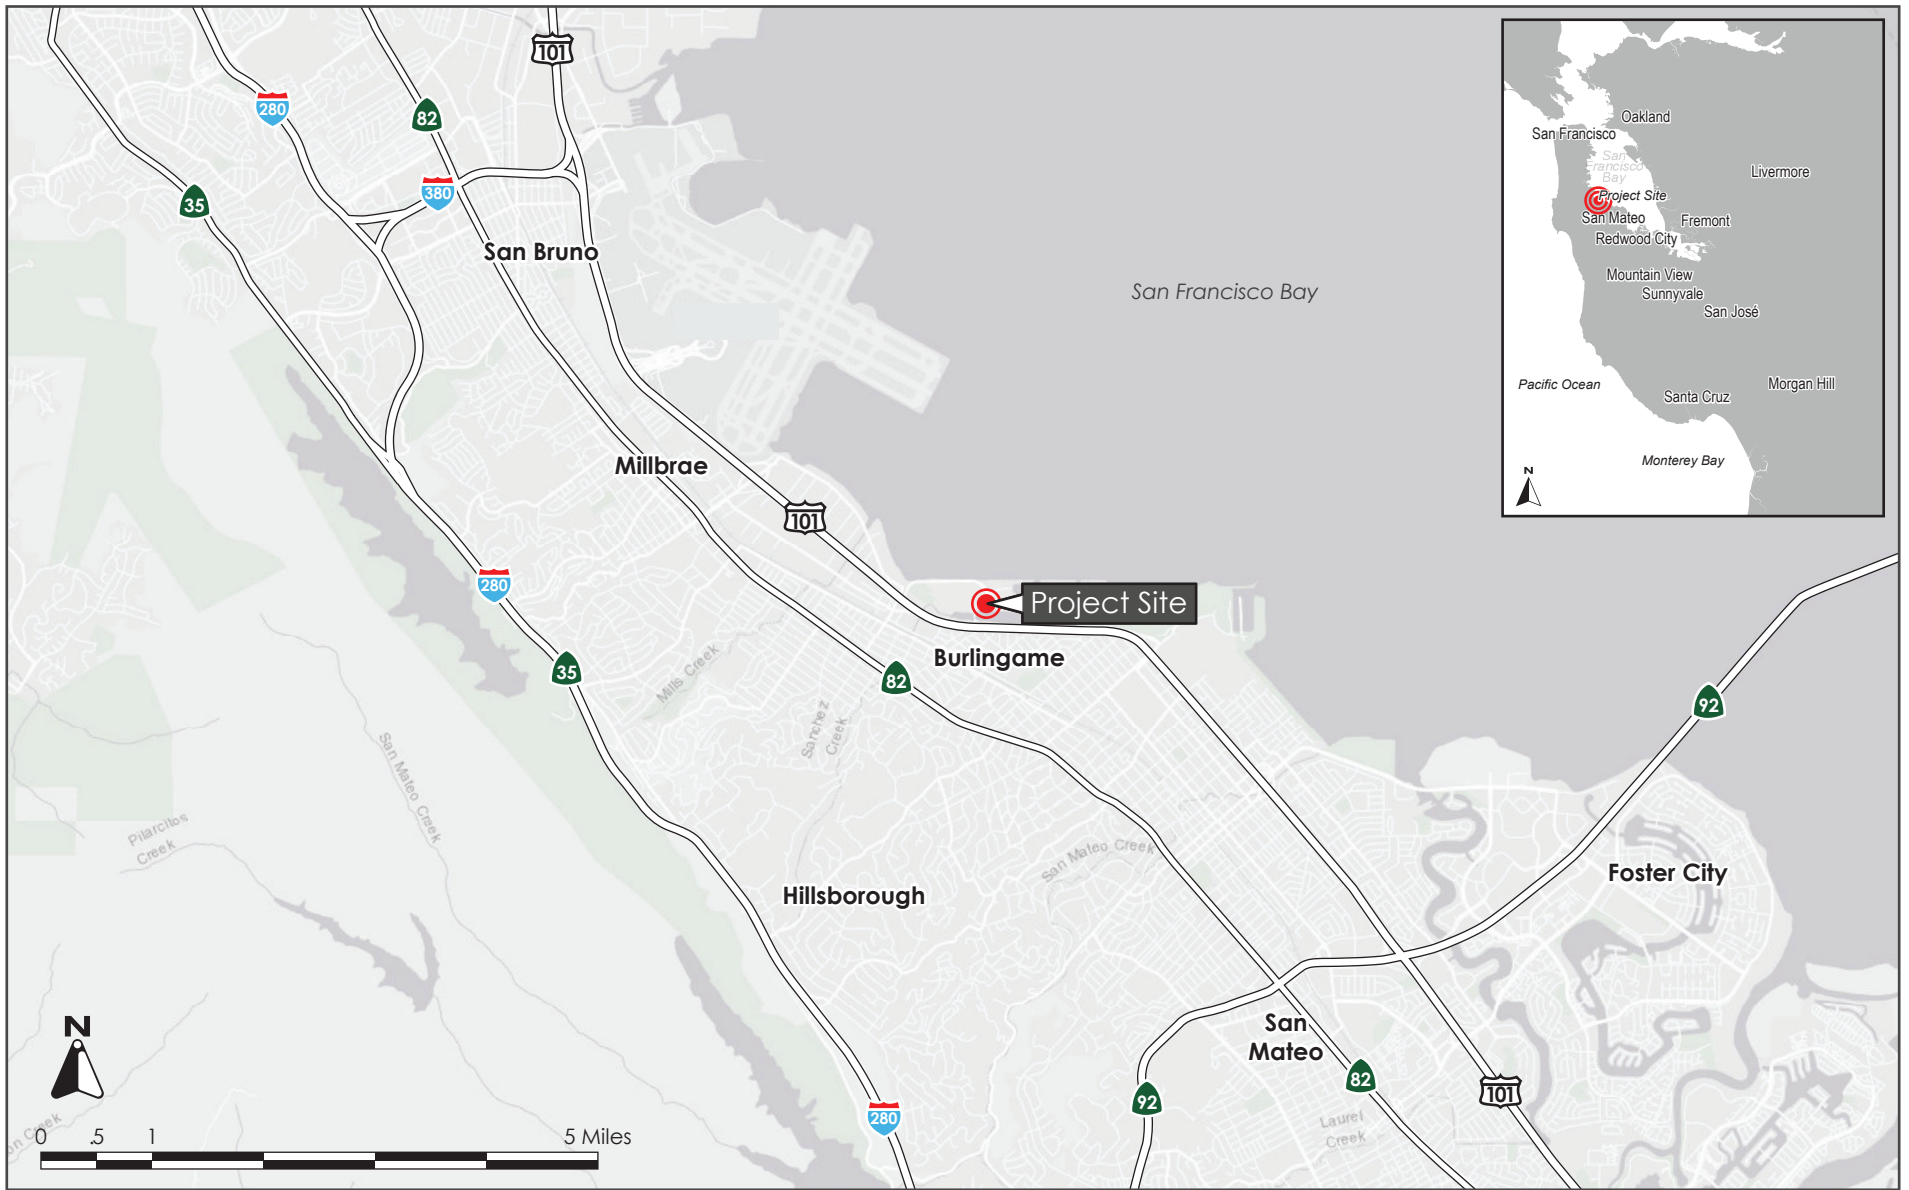 101
280
82
380
35
San Bruno
San Francisco Bay
Millbrae
101
280
Project Site
Burlingame
35
82
Mills Creek
Sanchez
Creek
92
San Mateo Creek
Pilarcitos
Creek
San Mateo Creek
Foster City
Hillsborough
San
Mateo
82
92
101
280
Laurel
Creek
N
on Creek
0 .5 1 5 Miles
Oakland
San Francisco
San
Francisco
Bay
Livermore
Project Site
San Mateo
Fremont
Redwood City
Mountain View
Sunnyvale
San José
Pacific Ocean
Morgan Hill
Santa Cruz
Monterey Bay
N